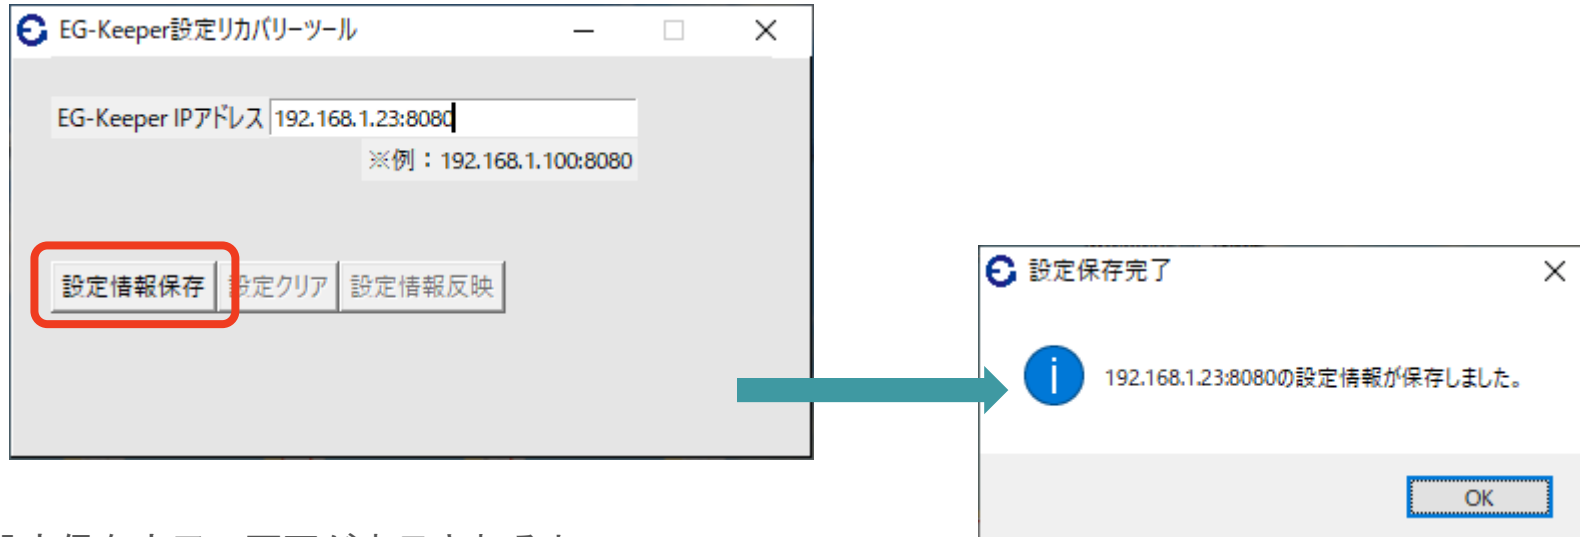 EG-Keeper設定リカバリーツール
EG-Keeper IPアドレス 192.168.1.23:8080
※例：192.168.1.100:8080
設定情報保存 設定クリア 設定情報反映
設定保存完了
192.168.1.23:8080の設定情報が保存しました。
OK